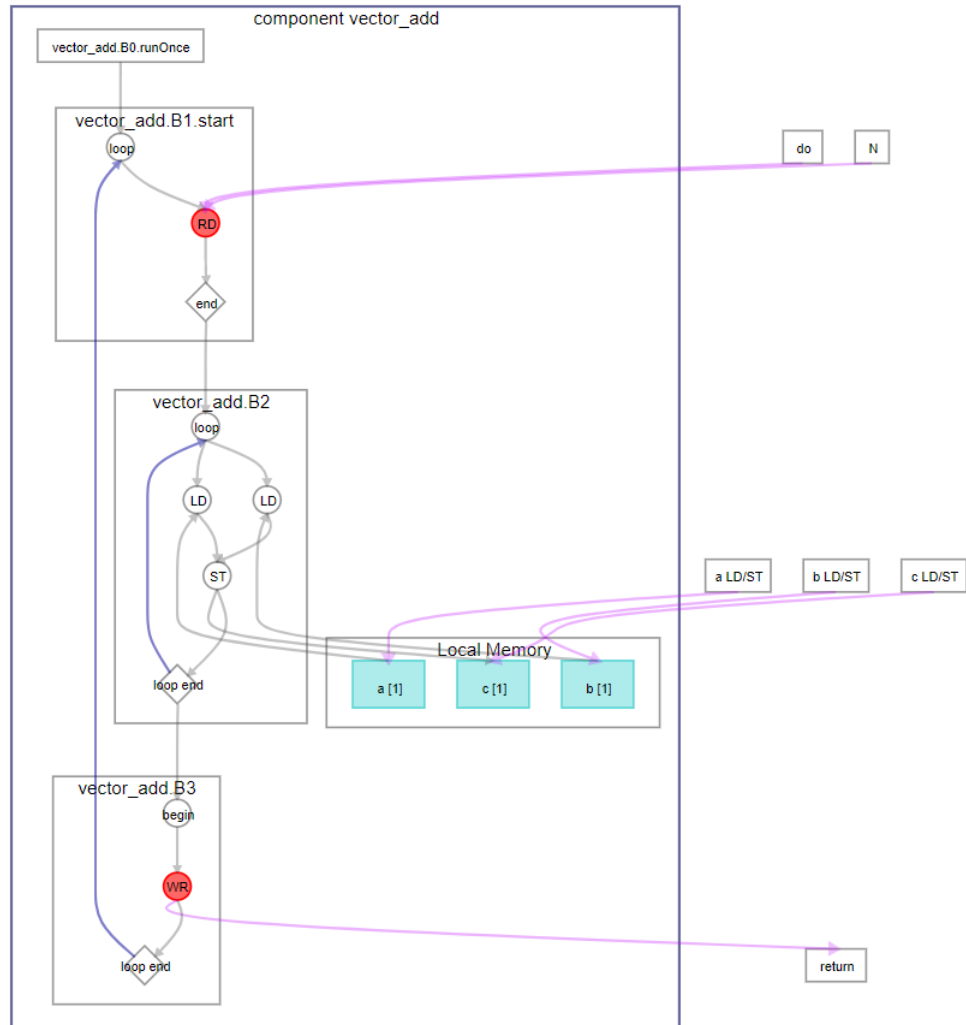 component vector_add
vector_add.B0.runOnce
vector_add.B1.start
loop
do
N
RD
end
vector_add.B2
loop
LD
LD
ST
a LD/ST
b LD/ST
c LD/ST
Local Memory
a [1]
c [1]
b [1]
loop end
vector_add.B3
begin
WR
loop end
return